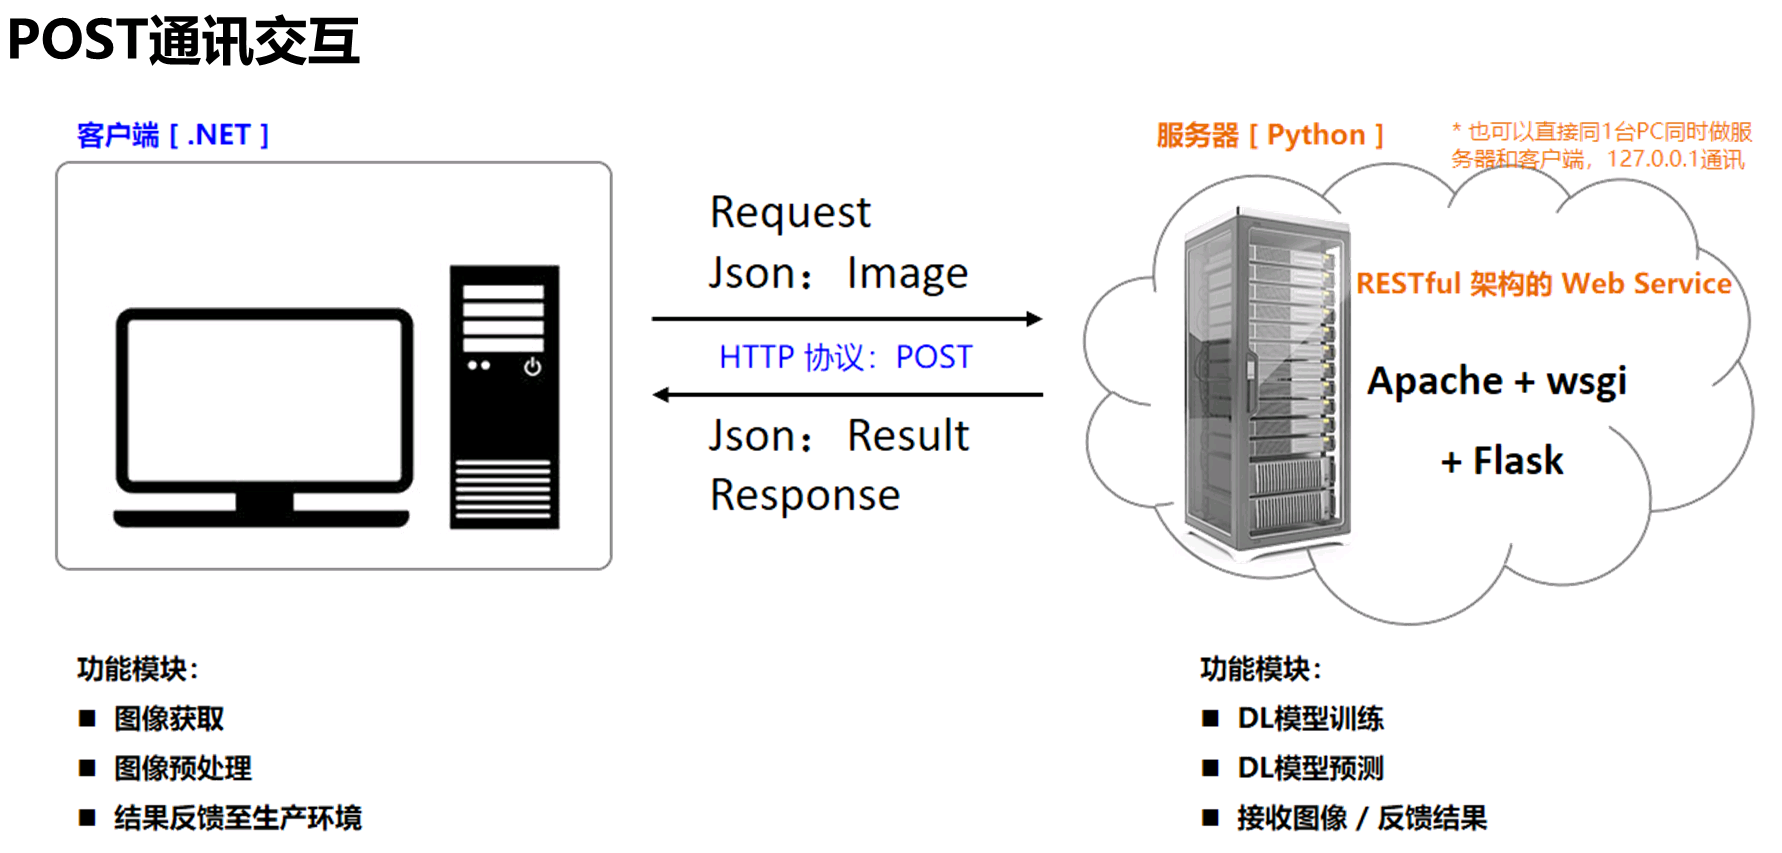 POST通讯交互
客户端 [ .NET ]
服务器 [ Python ]
* 也可以直接同1台PC同时做服
务器和客户端，127.0.0.1通讯
Request
Json：Image
HTTP 协议：POST
Json：Result
Response
RESTful 架构的 Web Service
Apache + wsgi
+ Flask
功能模块：
■ 图像获取
■ 图像预处理
■ 结果反馈至生产环境
功能模块：
■ DL模型训练
■ DL模型预测
■ 接收图像 / 反馈结果